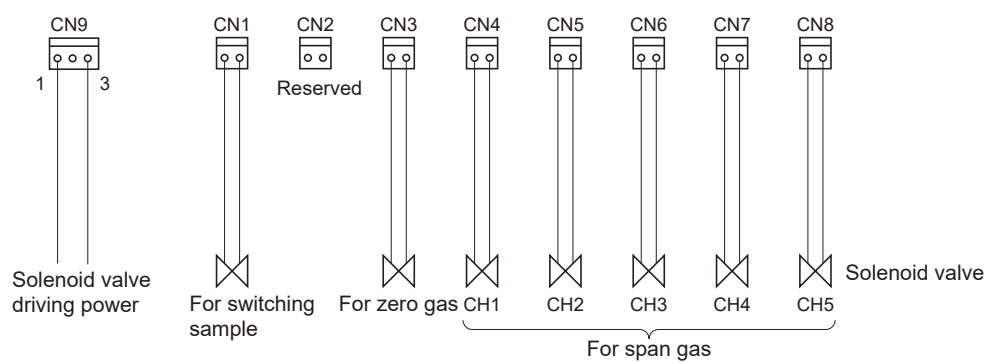 CN9 CN1 CN2 CN3 CN4 CN5 CN6 CN7 CN8
1 3 Reserved
Solenoid valve
driving power
For switching
sample
For zero gas
CH1 CH2 CH3 CH4 CH5
Solenoid valve
For span gas